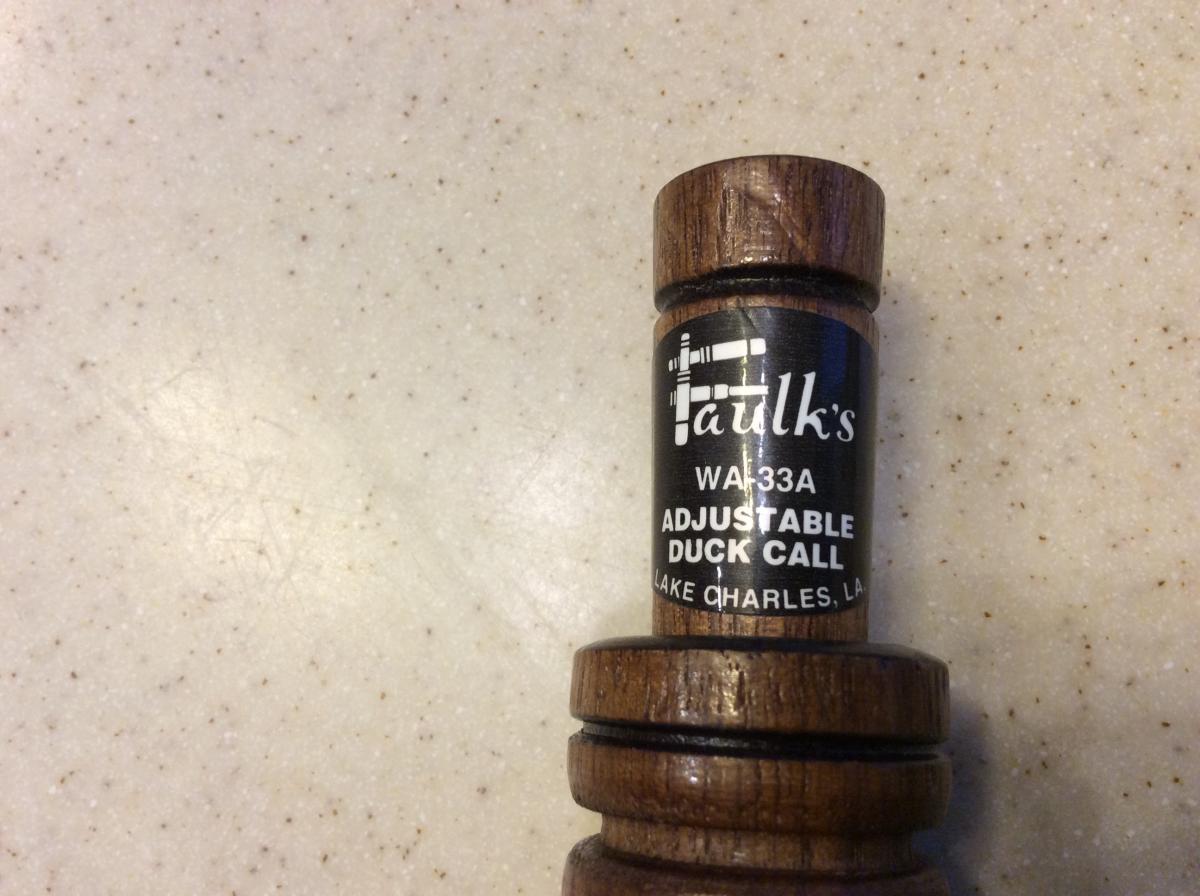 Faulk's
WA-33A
ADJUSTABLE
DUCK CALL
LAKE CHARLES, LA.